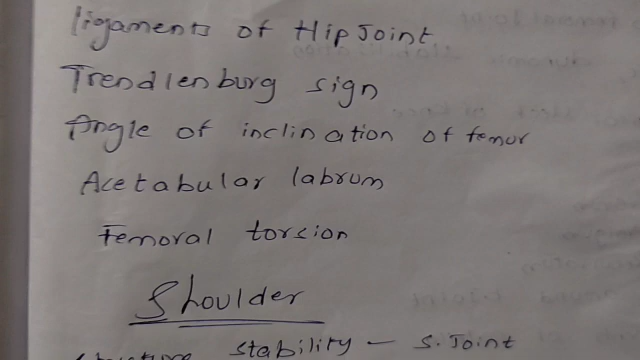 ligaments of Hip Joint
Trendlenburg sign
Angle of inclination of femur
Acetabular labrum
Femoral torsion
Shoulder
stability - S. Joint